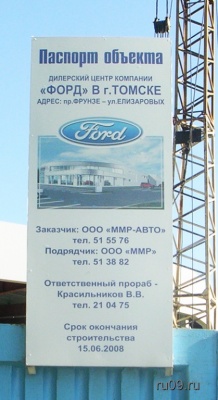 Паспорт объекта
ДИЛЕРСКИЙ ЦЕНТР КОМПАНИИ
«ФОРД» В г.ТОМСКЕ
АДРЕС: пр.ФРУНЗЕ – ул.ЕЛИЗАРОВЫХ
Ford
Заказчик: ООО «ММР-АВТО»
тел. 51 55 76
Подрядчик: ООО «ММР»
тел. 51 38 82
Ответственный прораб -
Красильников В.В.
тел. 21 04 75
Срок окончания
строительства
15.06.2008
ru09.ru